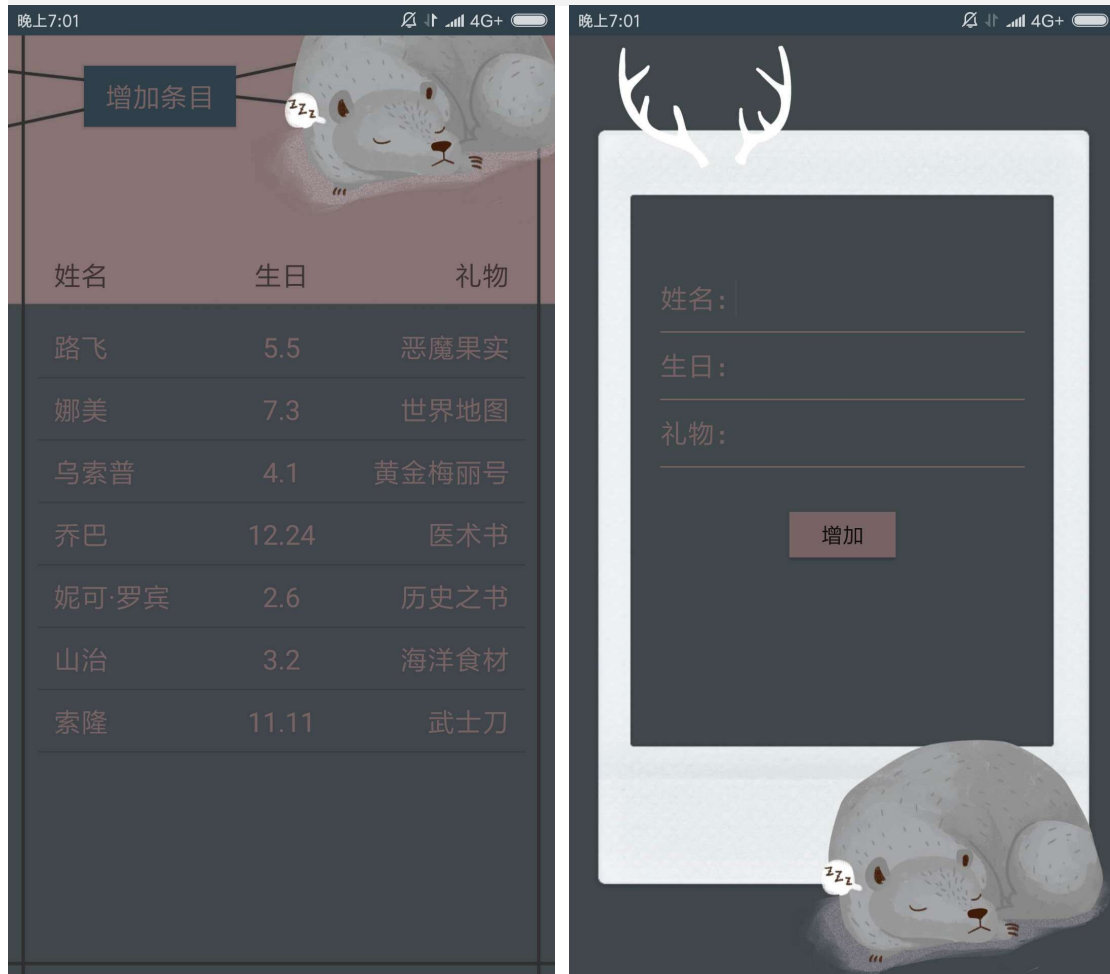 晚上7:01 4G+
增加条目
zZz
姓名 生日 礼物
路飞 5.5 恶魔果实
娜美 7.3 世界地图
乌索普 4.1 黄金梅丽号
乔巴 12.24 医术书
妮可·罗宾 2.6 历史之书
山治 3.2 海洋食材
索隆 11.11 武士刀
晚上7:01 4G+
姓名:
生日:
礼物:
增加
zZz